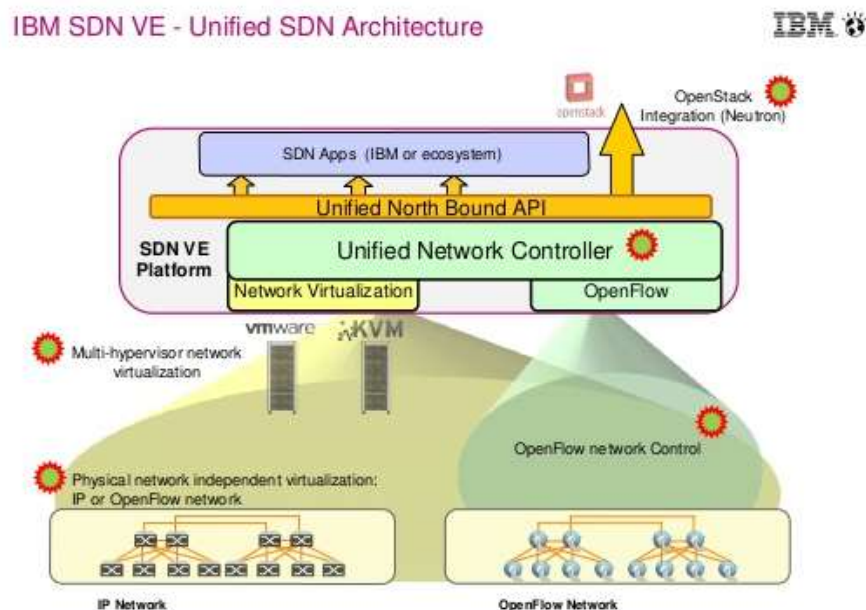 IBM SDN VE - Unified SDN Architecture
IBM
openstack
OpenStack
Integration (Neutron)
SDN Apps (IBM or ecosystem)
Unified North Bound API
SDN VE
Platform
Unified Network Controller
Network Virtualization
OpenFlow
vmware
KVM
Multi-hypervisor network
virtualization
OpenFlow network Control
Physical network independent virtualization:
IP or OpenFlow network
IP Network
OpenFlow Network